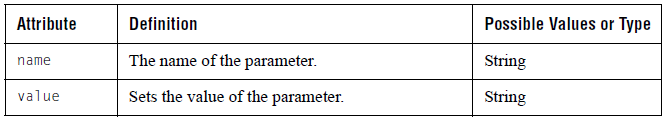 Attribute Definition Possible Values or Type
name The name of the parameter. String
value Sets the value of the parameter. String